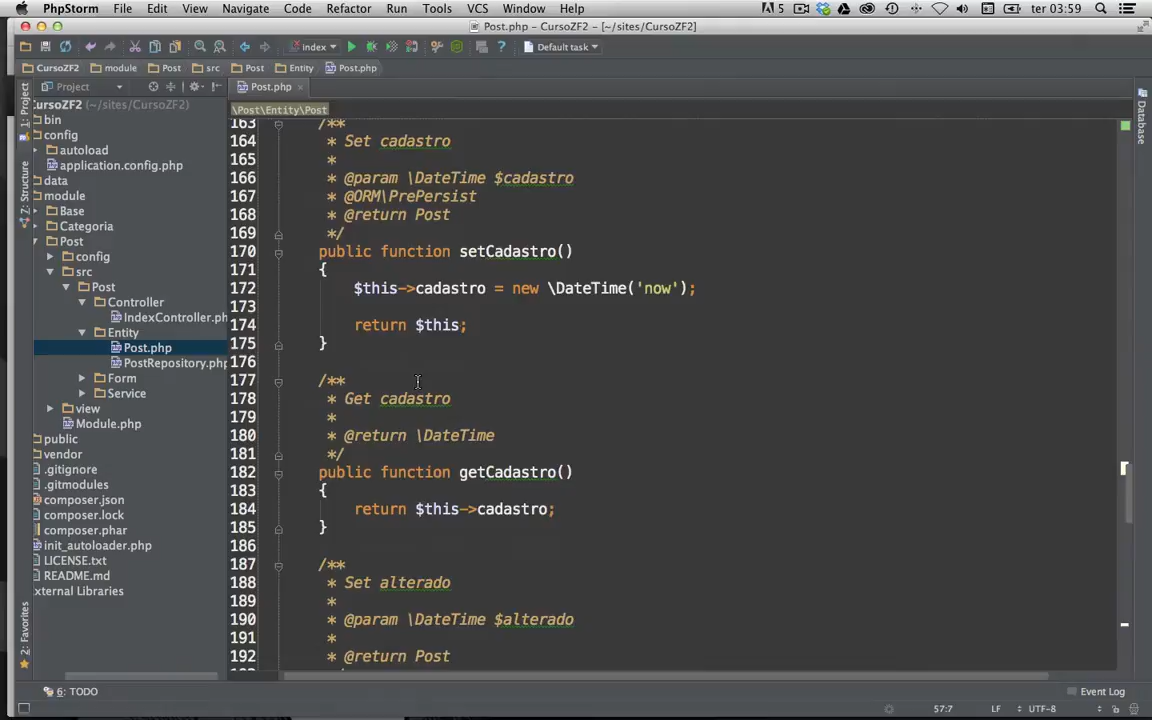 PhpStorm File Edit View Navigate Code Refactor Run Tools VCS Window Help 5 ter 03:59
Post.php – CursoZF2 – [~/sites/CursoZF2]
Index Default task
CursoZF2 module Post src Post Entity Post.php
Project Post.php
\Post\Entity\Post
1: Project
Z: Structure
2: Favorites
Database
CursoZF2 (~/sites/CursoZF2)
bin
config
autoload
application.config.php
data
module
Base
Categoria
Post
config
src
Post
Controller
IndexController.ph
Entity
Post.php
PostRepository.php
Form
Service
view
Module.php
public
vendor
.gitignore
.gitmodules
composer.json
composer.lock
composer.phar
init_autoloader.php
LICENSE.txt
README.md
xternal Libraries
163 /**
164 * Set cadastro
165 *
166 * @param \DateTime $cadastro
167 * @ORM\PrePersist
168 * @return Post
169 */
170 public function setCadastro()
171 {
172 $this->cadastro = new \DateTime('now');
173
174 return $this;
175 }
176
177 /**
178 * Get cadastro
179 *
180 * @return \DateTime
181 */
182 public function getCadastro()
183 {
184 return $this->cadastro;
185 }
186
187 /**
188 * Set alterado
189 *
190 * @param \DateTime $alterado
191 *
192 * @return Post
6: TODO Event Log
57:7 LF UTF-8